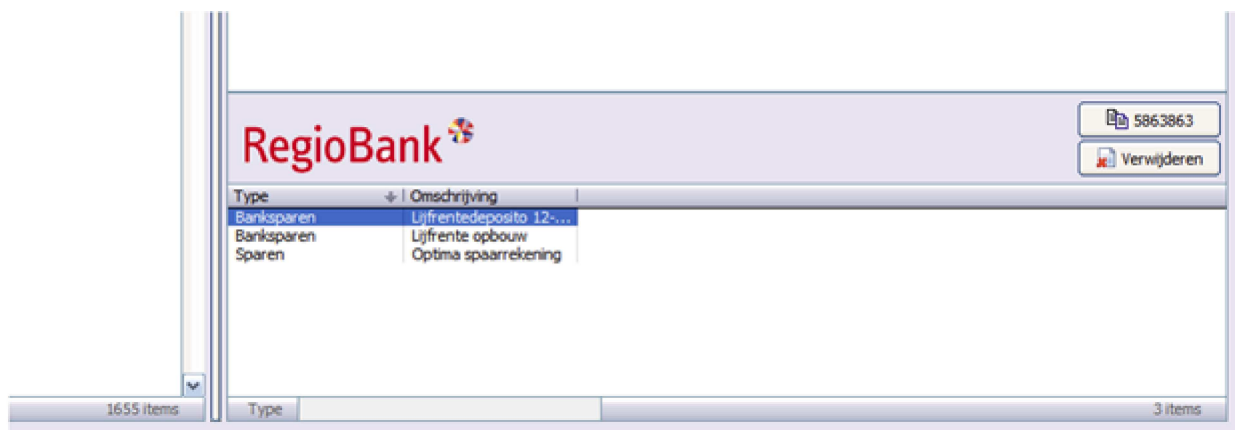 RegioBank
5863863
Verwijderen
Type Omschrijving
Banksparen Lijfrentedeposito 12-...
Banksparen Lijfrente opbouw
Sparen Optima spaarrekening
1655 items Type 3 items